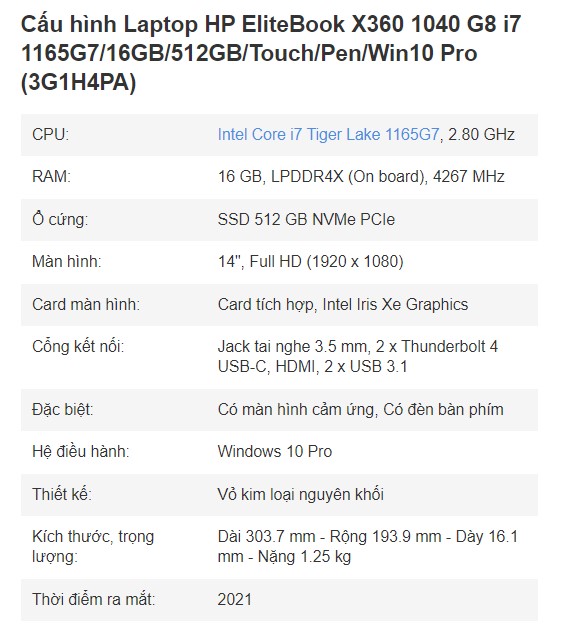 Cấu hình Laptop HP EliteBook X360 1040 G8 i7
1165G7/16GB/512GB/Touch/Pen/Win10 Pro
(3G1H4PA)
CPU: Intel Core i7 Tiger Lake 1165G7, 2.80 GHz
RAM: 16 GB, LPDDR4X (On board), 4267 MHz
Ổ cứng: SSD 512 GB NVMe PCIe
Màn hình: 14", Full HD (1920 x 1080)
Card màn hình: Card tích hợp, Intel Iris Xe Graphics
Cổng kết nối: Jack tai nghe 3.5 mm, 2 x Thunderbolt 4
USB-C, HDMI, 2 x USB 3.1
Đặc biệt: Có màn hình cảm ứng, Có đèn bàn phím
Hệ điều hành: Windows 10 Pro
Thiết kế: Vỏ kim loại nguyên khối
Kích thước, trọng Dài 303.7 mm - Rộng 193.9 mm - Dày 16.1
lượng: mm - Nặng 1.25 kg
Thời điểm ra mắt: 2021